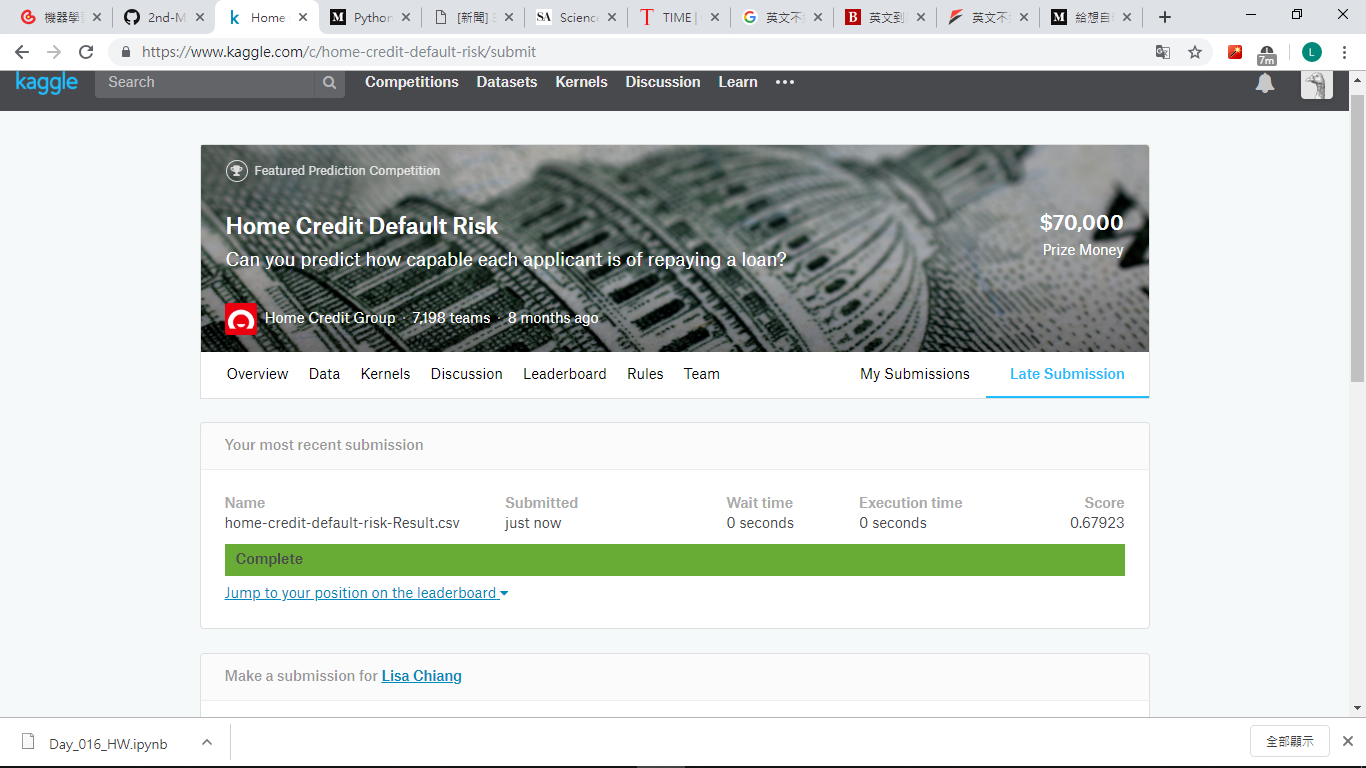 機器學
2nd-M
Home
Python
[新聞]
Science
TIME |
英文不
英文到
英文不
給想自
https://www.kaggle.com/c/home-credit-default-risk/submit
7m
L
kaggle
Search
Competitions Datasets Kernels Discussion Learn
Featured Prediction Competition
Home Credit Default Risk
Can you predict how capable each applicant is of repaying a loan?
$70,000
Prize Money
Home Credit Group · 7,198 teams · 8 months ago
Overview Data Kernels Discussion Leaderboard Rules Team My Submissions Late Submission
Your most recent submission
Name Submitted Wait time Execution time Score
home-credit-default-risk-Result.csv just now 0 seconds 0 seconds 0.67923
Complete
Jump to your position on the leaderboard
Make a submission for Lisa Chiang
Day_016_HW.ipynb
全部顯示